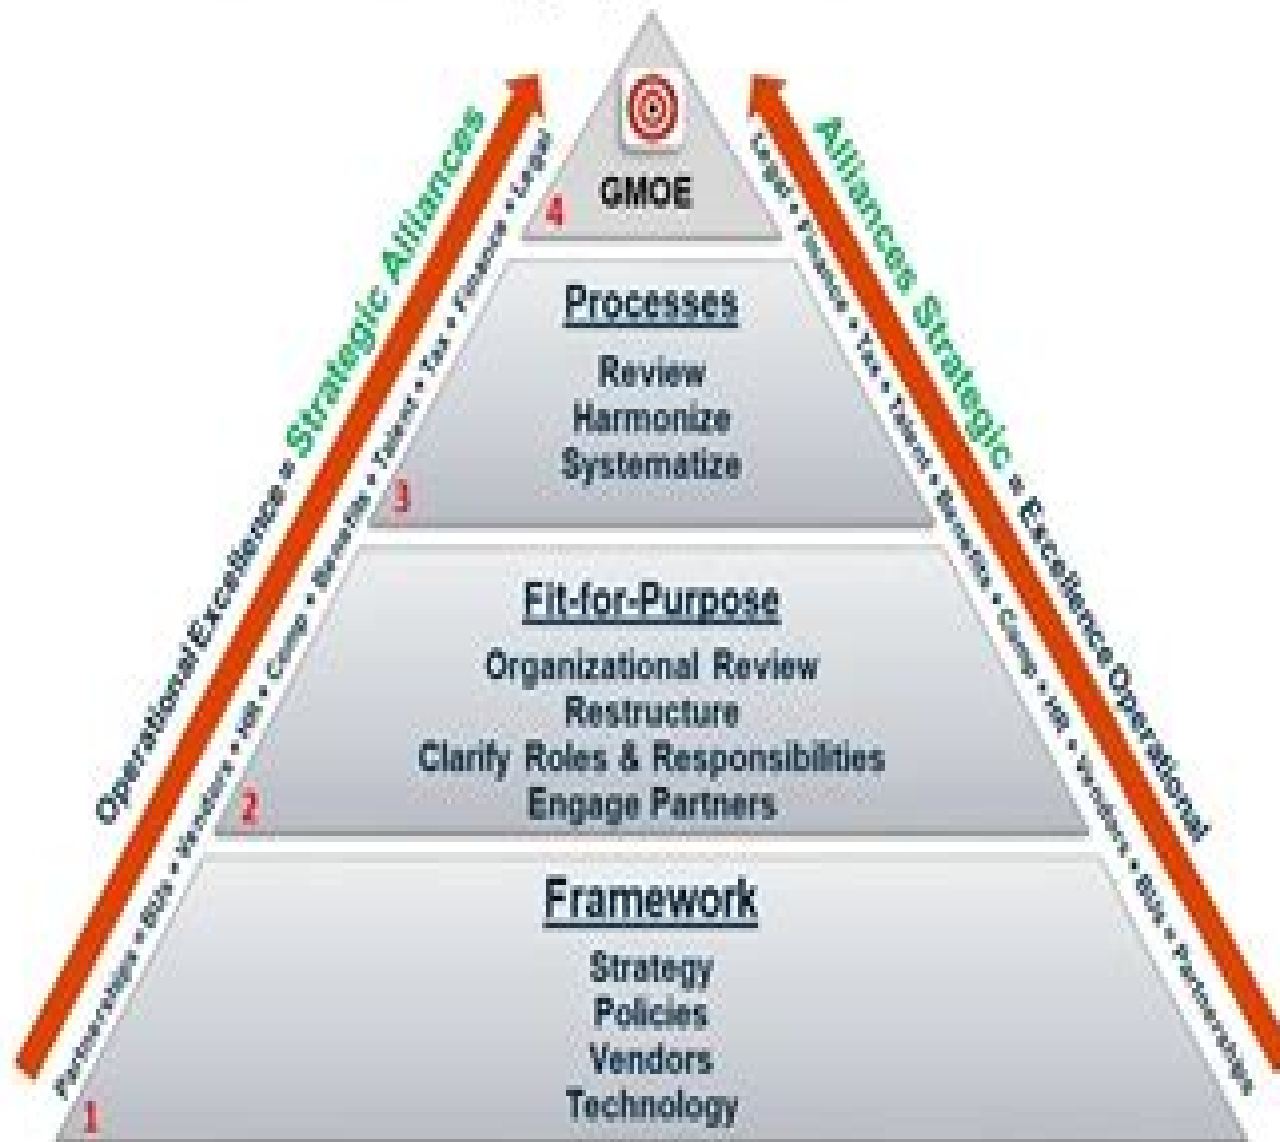 GMOE
4
Processes
Review
Harmonize
Systematize
3
Fit-for-Purpose
Organizational Review
Restructure
Clarify Roles & Responsibilities
Engage Partners
2
Framework
Strategy
Policies
Vendors
Technology
1
Operational Excellence = Strategic Alliances
Partnerships • BUs • Vendors • HR • Comp • Benefits • Talent • Tax • Finance • Legal
Alliances Strategic = Excellence Operational
Legal • Finance • Tax • Talent • Benefits • Comp • HR • Vendors • BUs • Partnerships